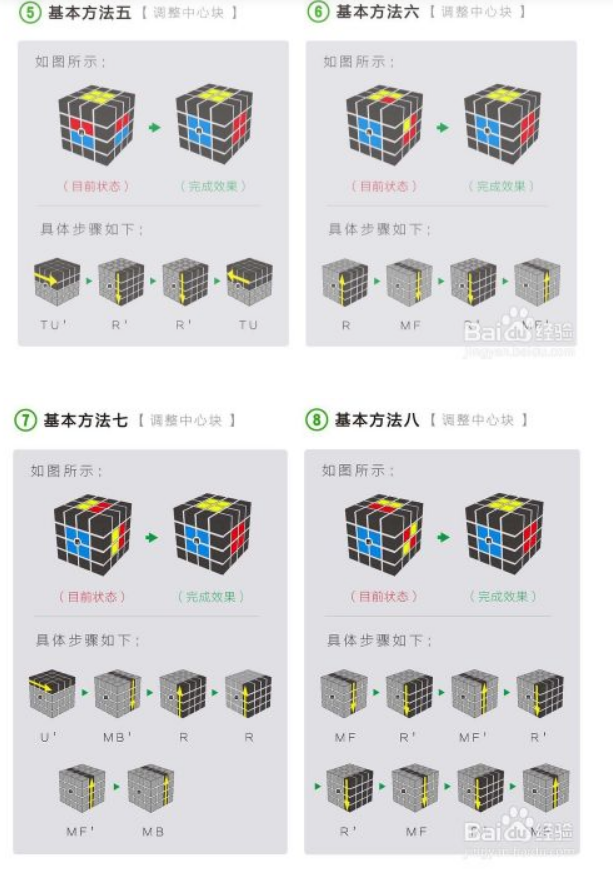 ⑤ 基本方法五【 调整中心块 】
如图所示:
（目前状态） （完成效果）
具体步骤如下:
TU' R' R' TU
⑥ 基本方法六【 调整中心块 】
如图所示:
（目前状态） （完成效果）
具体步骤如下:
R MF
Baidu经验
jingyan.baidu.com
⑦ 基本方法七【 调整中心块 】
如图所示:
（目前状态） （完成效果）
具体步骤如下:
U' MB' R R
MF' MB
⑧ 基本方法八【 调整中心块 】
如图所示:
（目前状态） （完成效果）
具体步骤如下:
MF R' MF' R'
R' MF
Baidu经验
jingyan.baidu.com